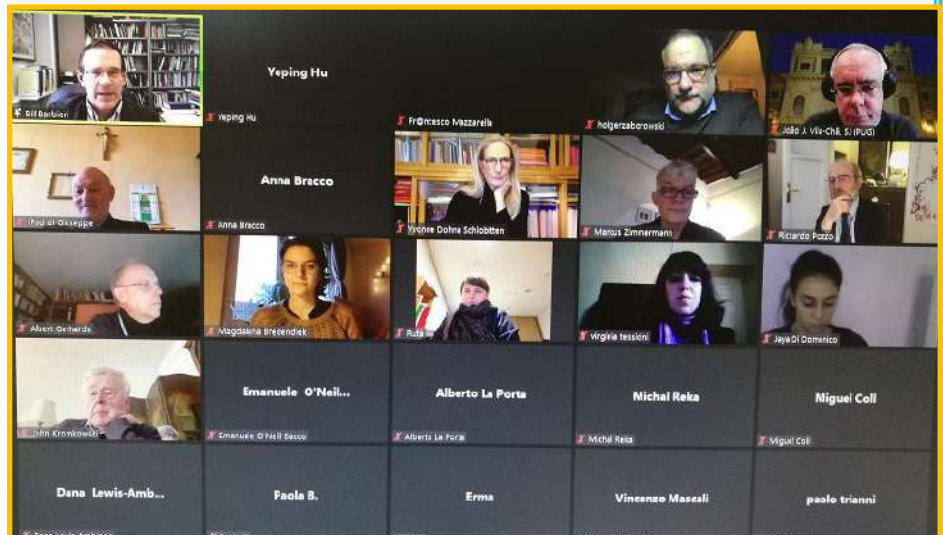 Bill Barbieri
Yeping Hu
Yeping Hu
Fr@ncesco Mazzarella
holgerzaborowski
João J. Vila-Chã, SJ (PUG)
Anna Bracco
iPad di Giuseppe
Anna Bracco
Yvonne Dohna Schlobitten
Markus Zimmermann
Riccardo Pozzo
Albert Gerhards
Magdalena Bredendiek
Ruta
virginia tessicini
Jaya Di Domenico
John Kromkowski
Emanuele O'Neil...
Alberto La Porta
Michal Reka
Miguel Coll
Emanuele O'Neil Bacco
Alberto La Porta
Michal Reka
Miguel Coll
Dana Lewis-Amb...
Paola B.
Erma
Vincenzo Mascali
paolo trianni